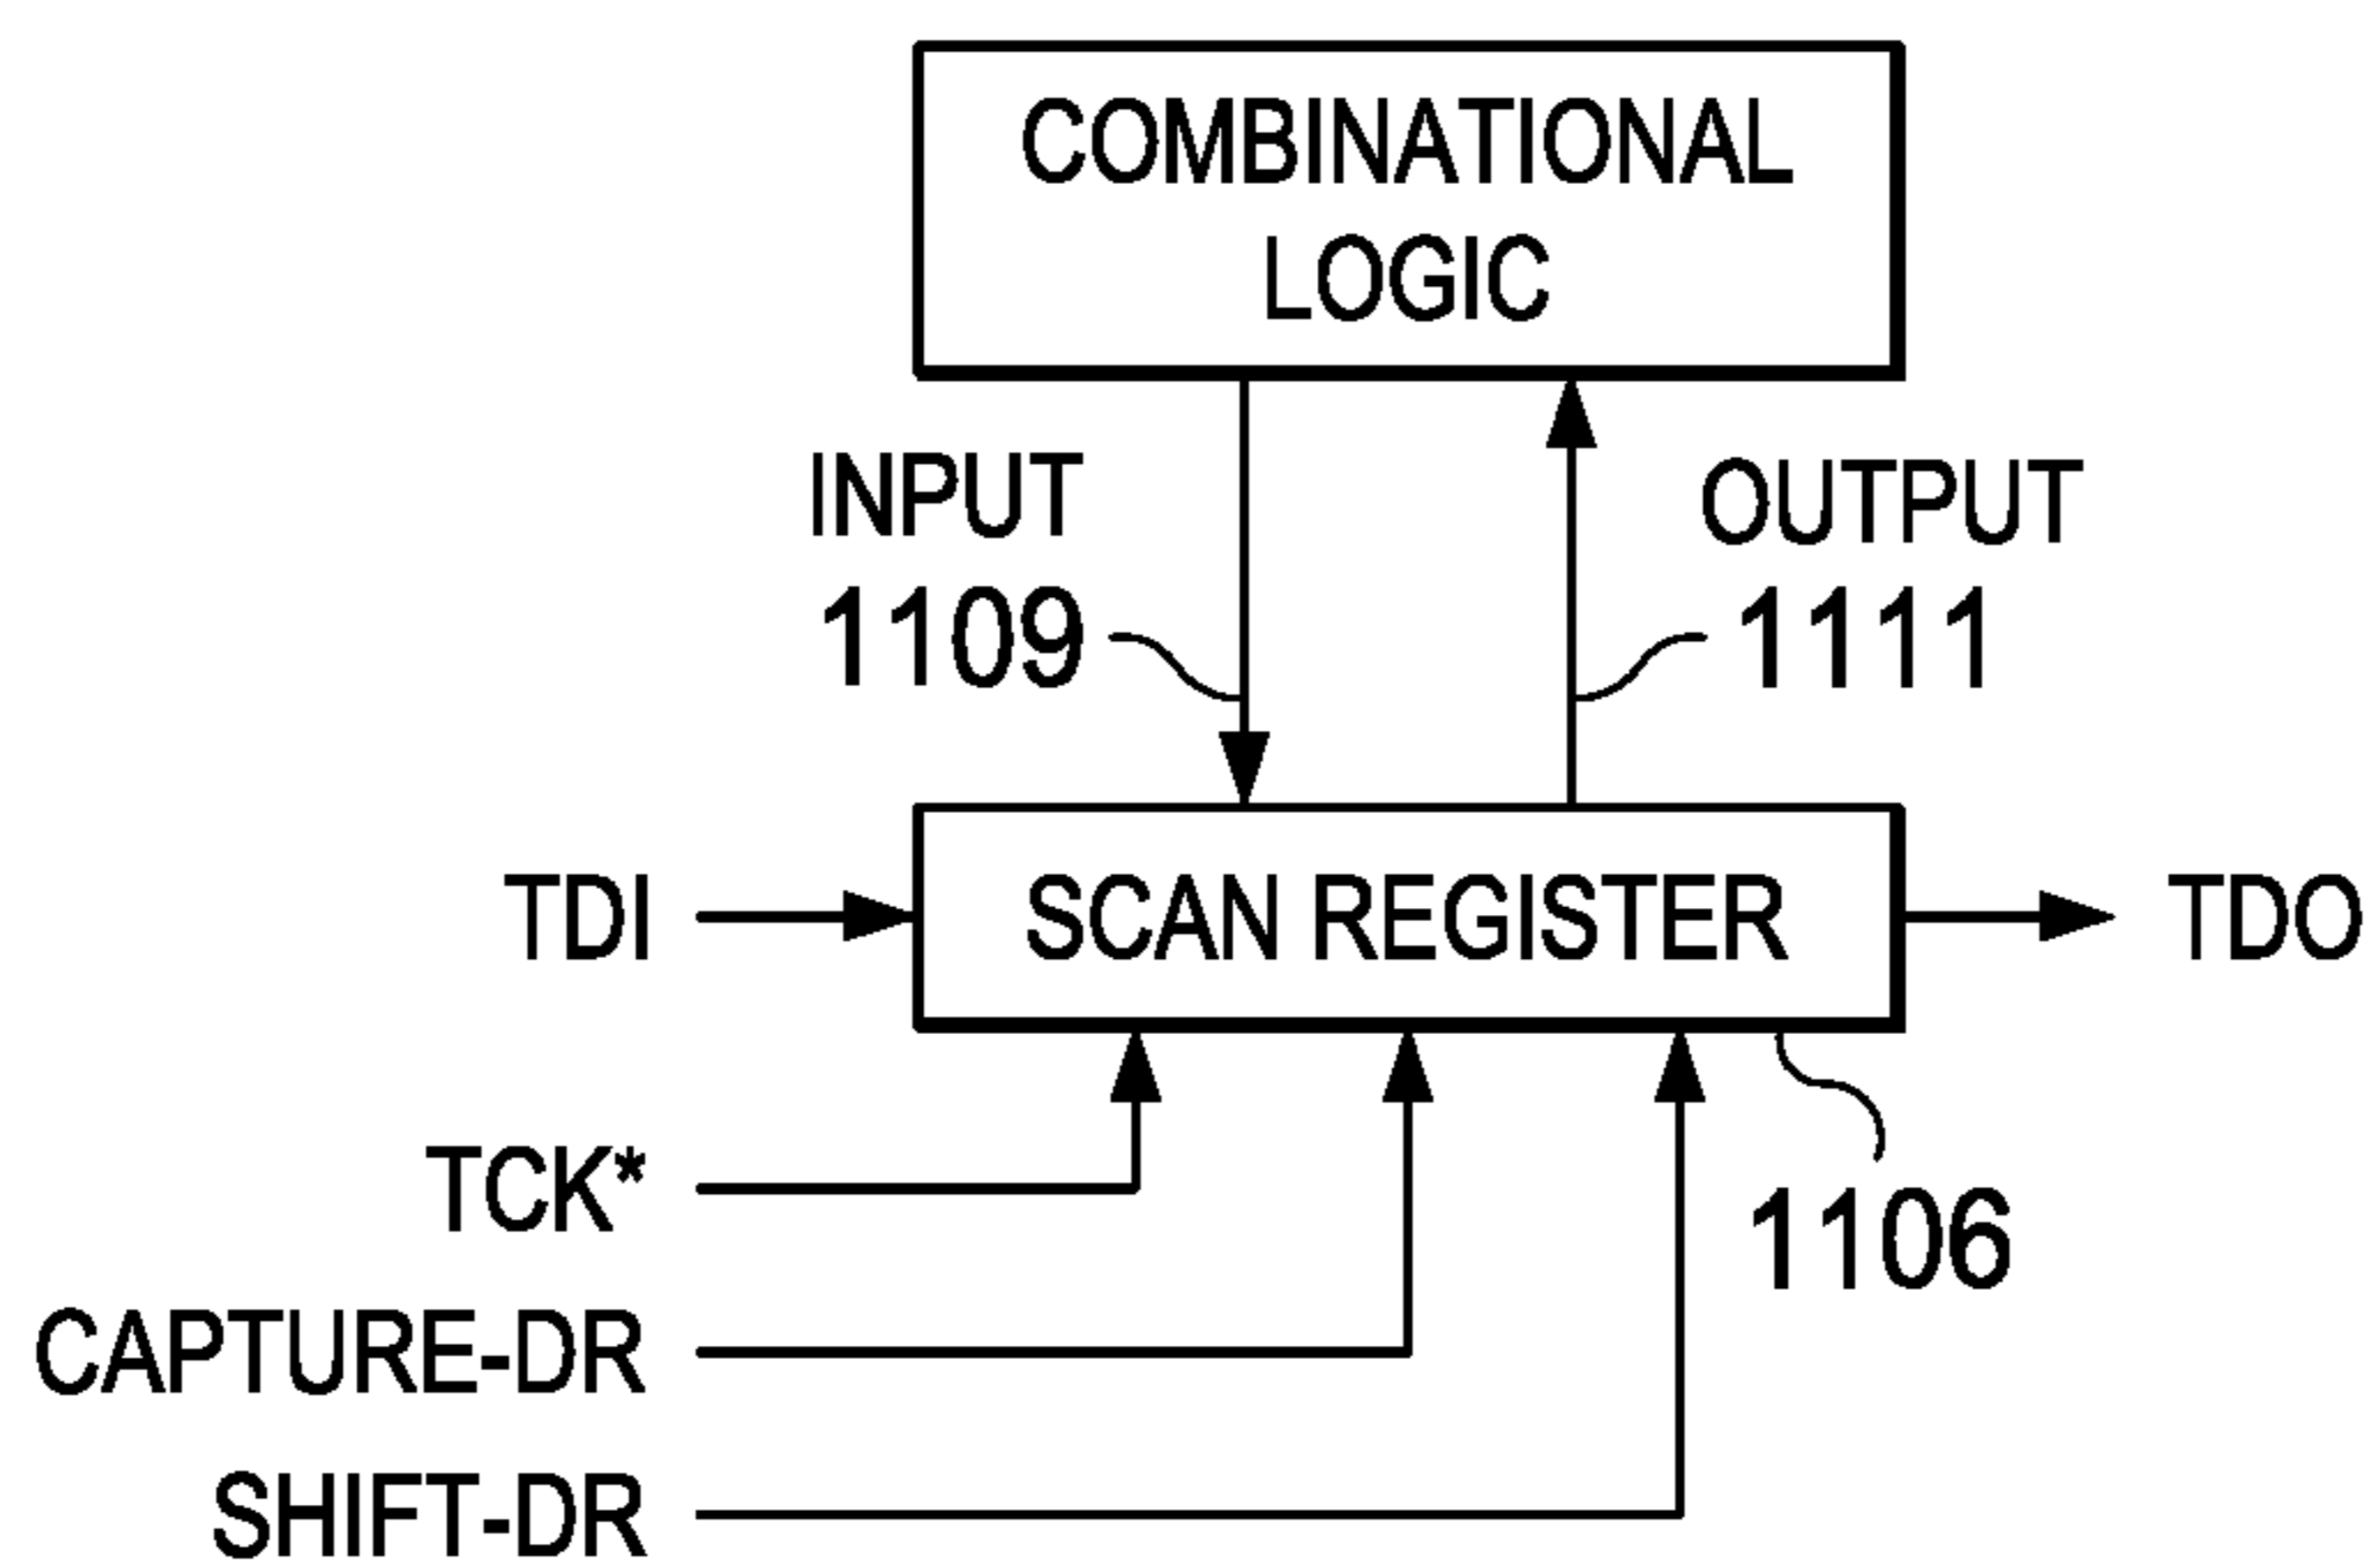 COMBINATIONAL
LOGIC
INPUT
1109
OUTPUT
1111
TDI
SCAN REGISTER
TDO
TCK*
1106
CAPTURE-DR
SHIFT-DR